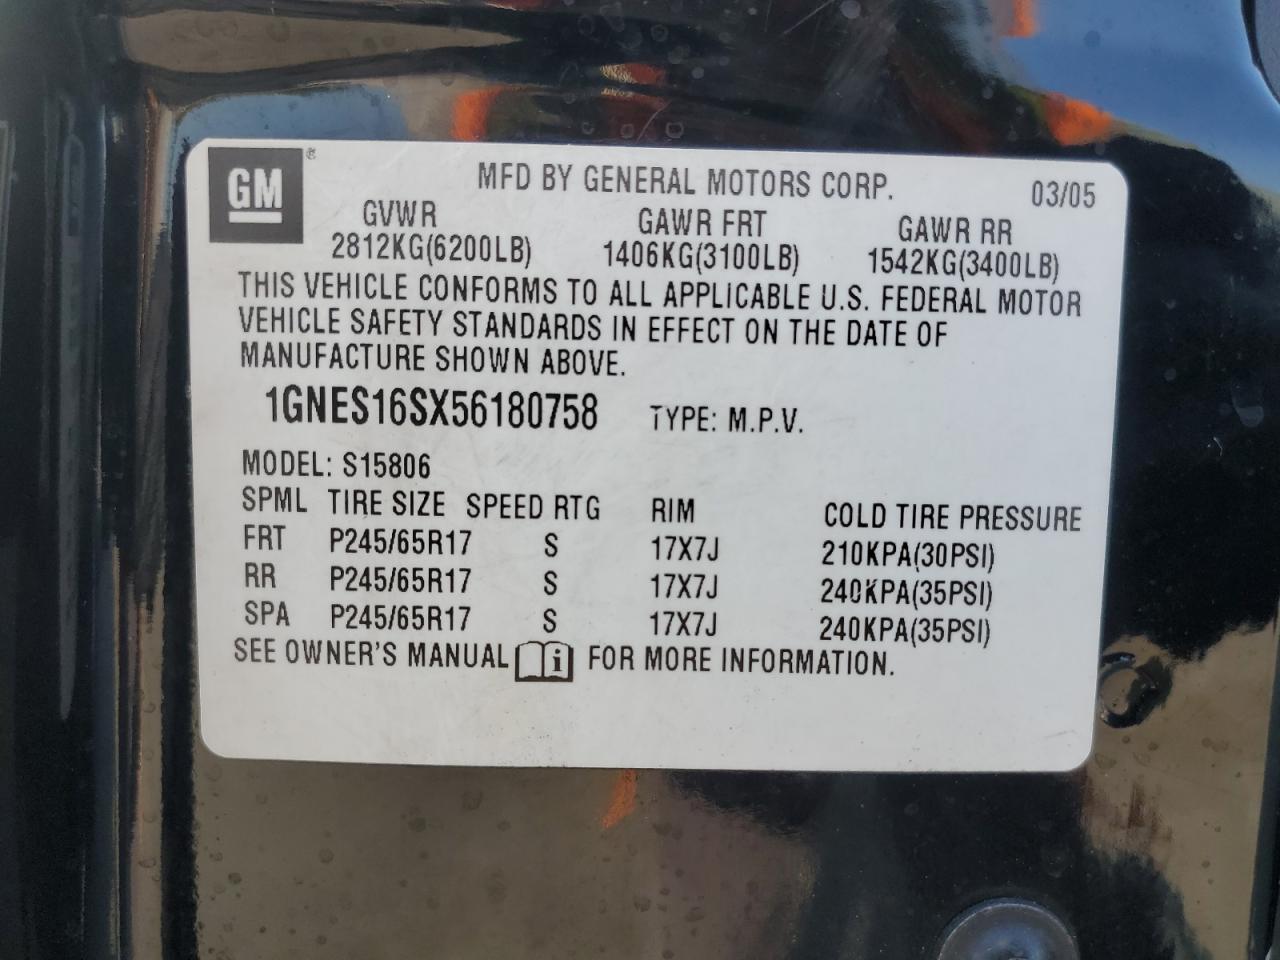 GM ®
MFD BY GENERAL MOTORS CORP. 03/05
GVWR GAWR FRT GAWR RR
2812KG(6200LB) 1406KG(3100LB) 1542KG(3400LB)
THIS VEHICLE CONFORMS TO ALL APPLICABLE U.S. FEDERAL MOTOR
VEHICLE SAFETY STANDARDS IN EFFECT ON THE DATE OF
MANUFACTURE SHOWN ABOVE.
1GNES16SX56180758 TYPE: M.P.V.
MODEL: S15806
SPML TIRE SIZE SPEED RTG RIM COLD TIRE PRESSURE
FRT P245/65R17 S 17X7J 210KPA(30PSI)
RR P245/65R17 S 17X7J 240KPA(35PSI)
SPA P245/65R17 S 17X7J 240KPA(35PSI)
SEE OWNER'S MANUAL i FOR MORE INFORMATION.